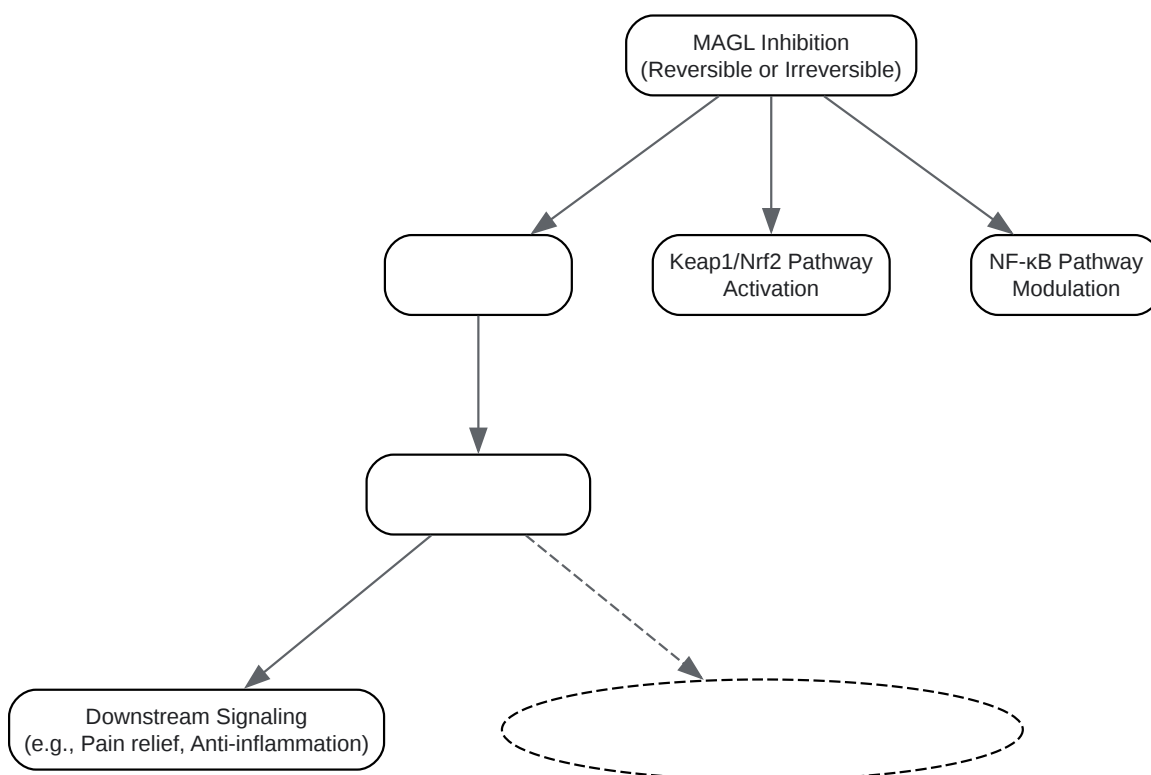 MAGL Inhibition
(Reversible or Irreversible)
Keap1/Nrf2 Pathway
Activation
NF-κB Pathway
Modulation
Downstream Signaling
(e.g., Pain relief, Anti-inflammation)